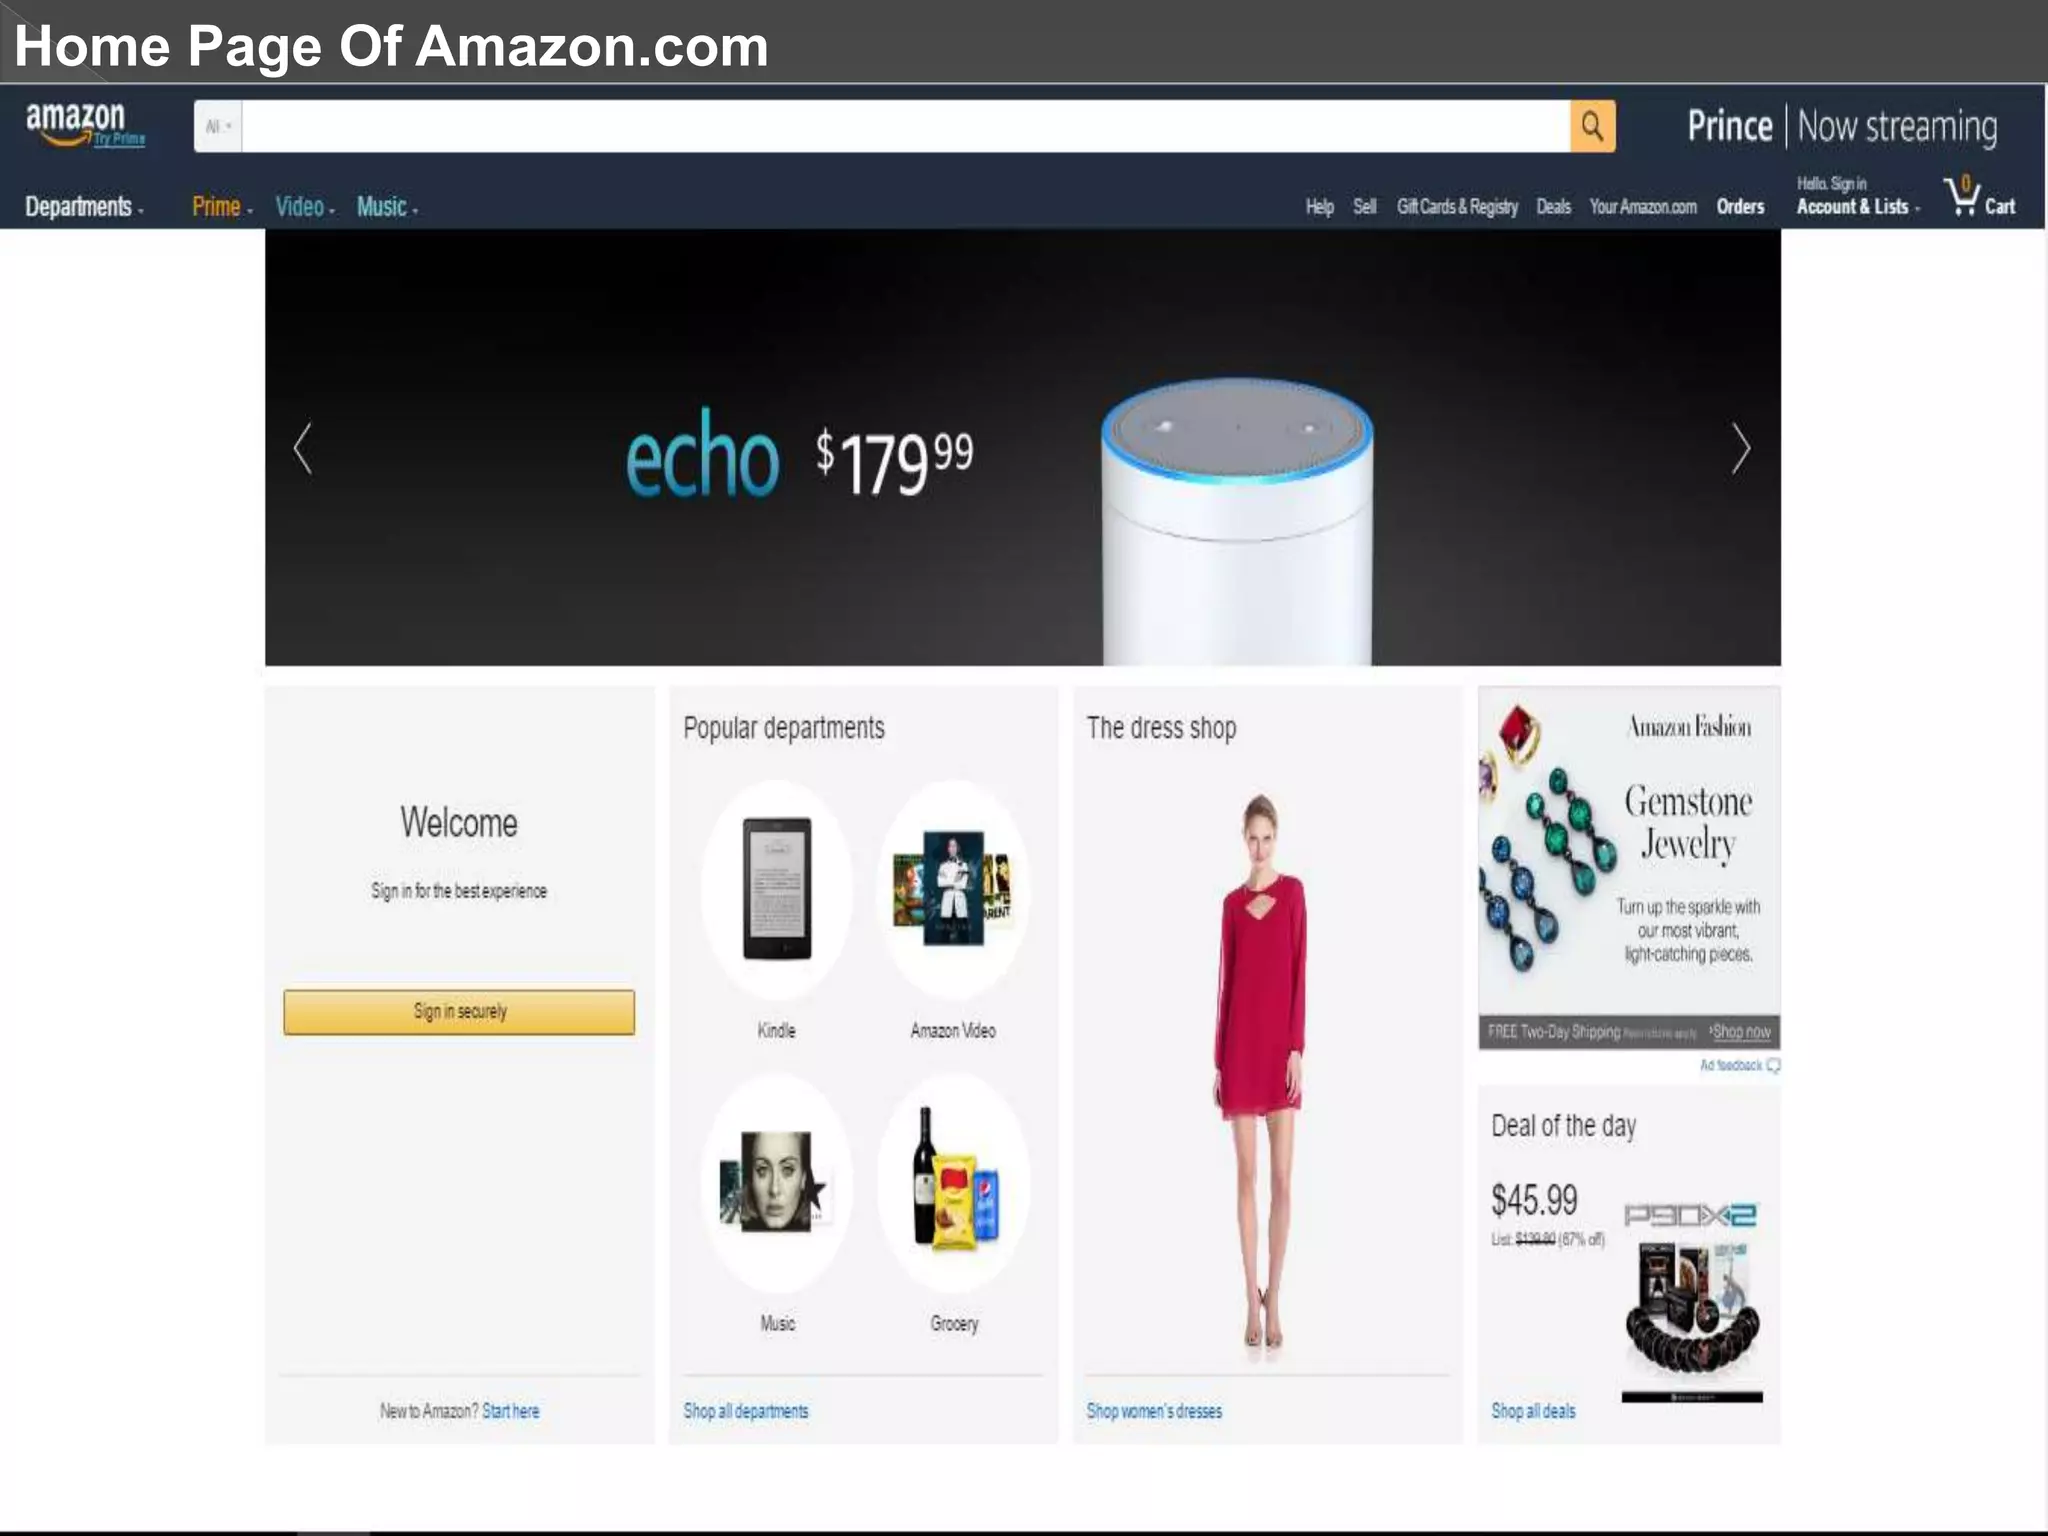 Home Page Of Amazon.com
amazon
Try Prime
All
Prince | Now streaming
Departments
Prime
Video
Music
Help
Sell
Gift Cards & Registry
Deals
Your Amazon.com
Orders
Hello. Sign in
Account & Lists
0
Cart
echo $179 99
Welcome
Sign in for the best experience
Sign in securely
New to Amazon? Start here
Popular departments
Kindle
Amazon Video
ARENT
Music
Grocery
Shop all departments
The dress shop
Shop women's dresses
Amazon Fashion
Gemstone
Jewelry
Turn up the sparkle with
our most vibrant,
light-catching pieces.
FREE Two-Day Shipping Restrictions apply ›Shop now
Ad feedback
Deal of the day
$45.99
List: (67% off)
P90X2
Shop all deals